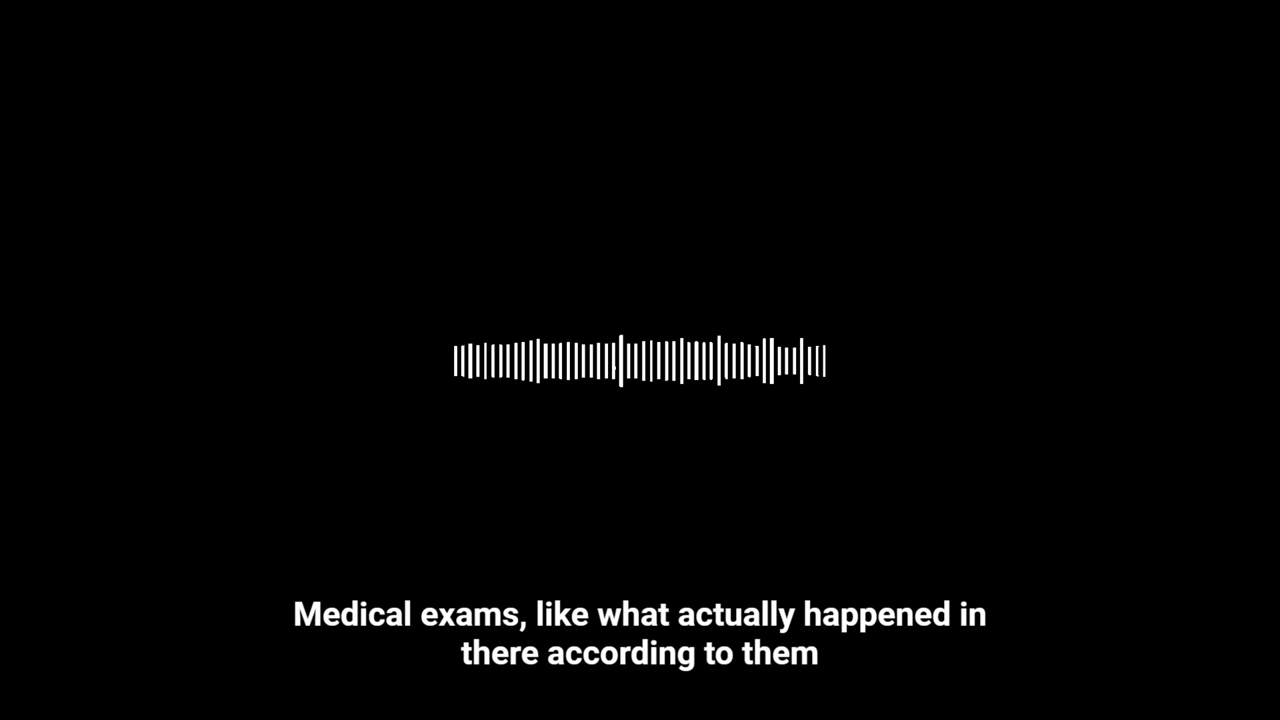 Medical exams, like what actually happened in
there according to them